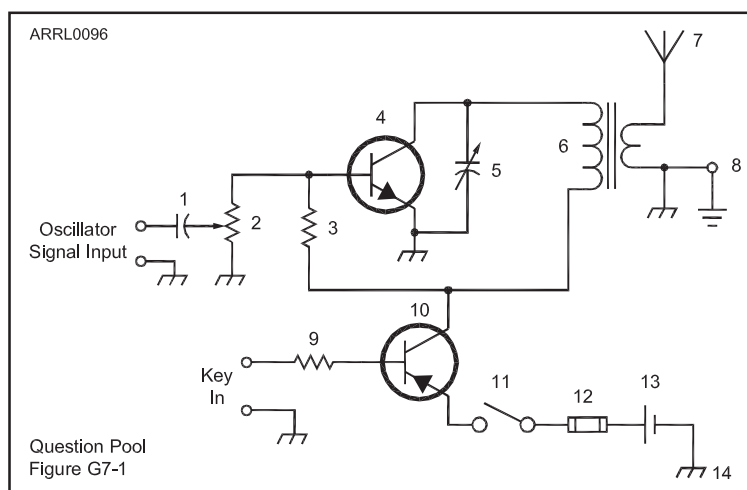 ARRL0096
7
4
6
5
8
1
2
3
Oscillator
Signal Input
10
9
11
12
13
Key
In
14
Question Pool
Figure G7-1